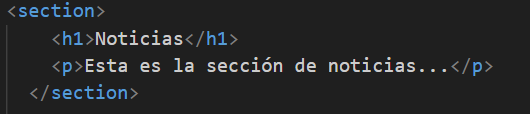 <section>
<h1>Noticias</h1>
<p>Esta es la sección de noticias...</p>
</section>